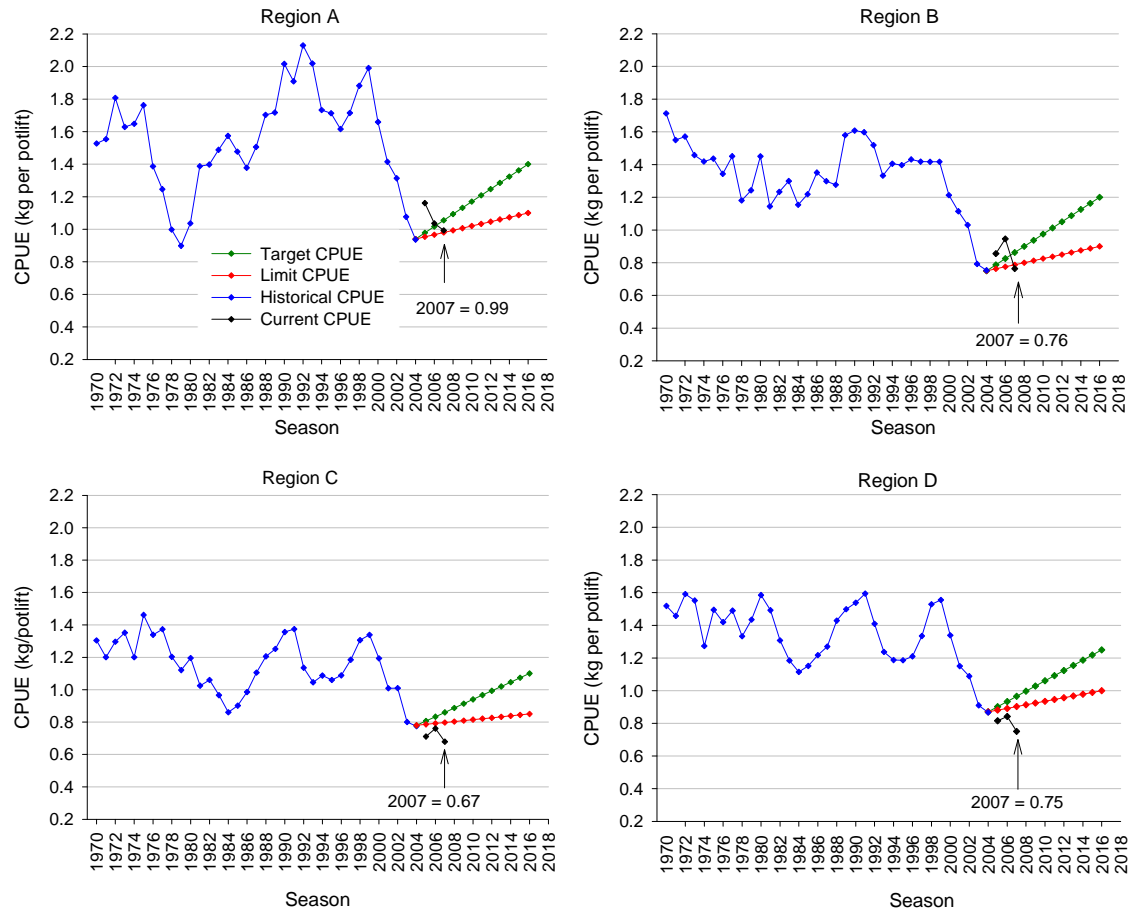 Region A
2.2
2.0
1.8
1.6
1.4
1.2
1.0
0.8
0.6
0.4
0.2
CPUE (kg per potlift)
Target CPUE
Limit CPUE
Historical CPUE
Current CPUE
2007 = 0.99
1970 1972 1974 1976 1978 1980 1982 1984 1986 1988 1990 1992 1994 1996 1998 2000 2002 2004 2006 2008 2010 2012 2014 2016 2018
Season
Region B
2.2
2.0
1.8
1.6
1.4
1.2
1.0
0.8
0.6
0.4
0.2
CPUE (kg per potlift)
2007 = 0.76
1970 1972 1974 1976 1978 1980 1982 1984 1986 1988 1990 1992 1994 1996 1998 2000 2002 2004 2006 2008 2010 2012 2014 2016 2018
Season
Region C
2.2
2.0
1.8
1.6
1.4
1.2
1.0
0.8
0.6
0.4
0.2
CPUE (kg/potlift)
2007 = 0.67
1970 1972 1974 1976 1978 1980 1982 1984 1986 1988 1990 1992 1994 1996 1998 2000 2002 2004 2006 2008 2010 2012 2014 2016 2018
Season
Region D
2.2
2.0
1.8
1.6
1.4
1.2
1.0
0.8
0.6
0.4
0.2
CPUE (kg per potlift)
2007 = 0.75
1970 1972 1974 1976 1978 1980 1982 1984 1986 1988 1990 1992 1994 1996 1998 2000 2002 2004 2006 2008 2010 2012 2014 2016 2018
Season